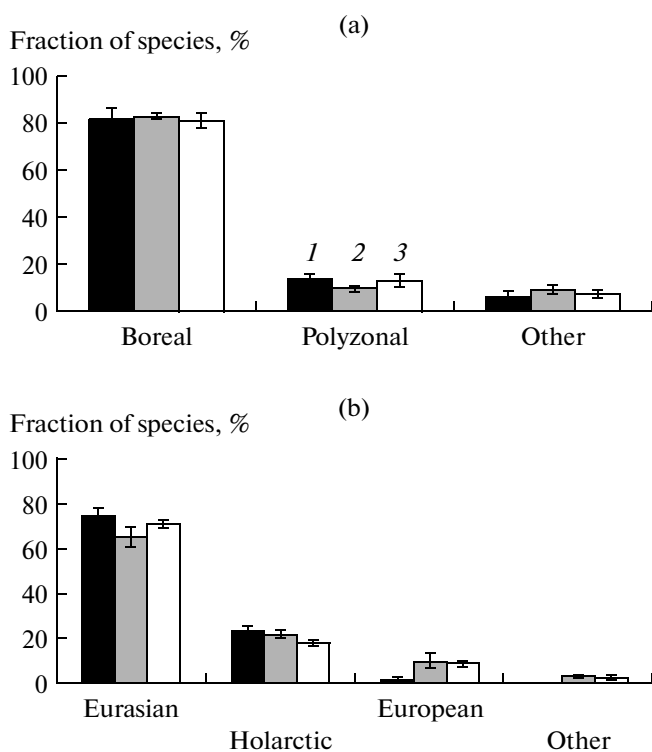 (a)
Fraction of species, %
100
80
60
40
20
0
1 2 3
Boreal Polyzonal Other
(b)
Fraction of species, %
100
80
60
40
20
0
Eurasian European
Holarctic Other